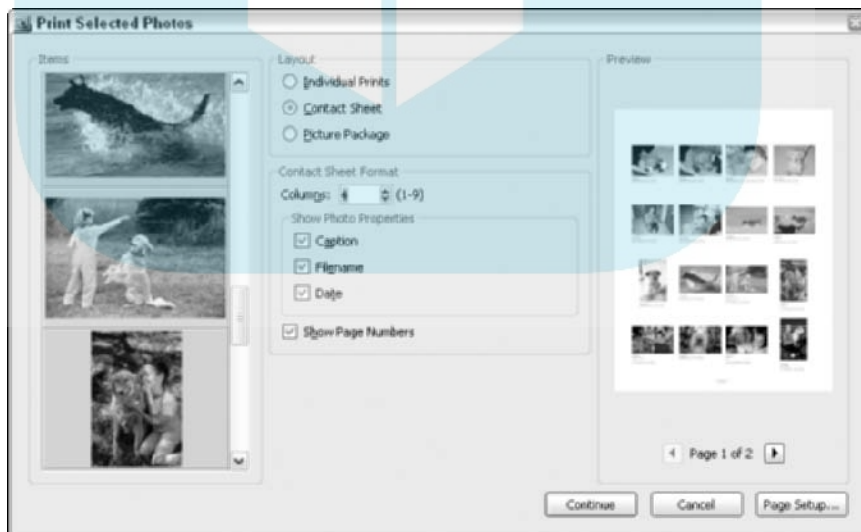 Print Selected Photos
Items
Layout
Individual Prints
Contact Sheet
Picture Package
Contact Sheet Format
Columns: 4 (1-9)
Show Photo Properties
Caption
Filename
Date
Show Page Numbers
Preview
Page 1 of 2
Continue
Cancel
Page Setup...